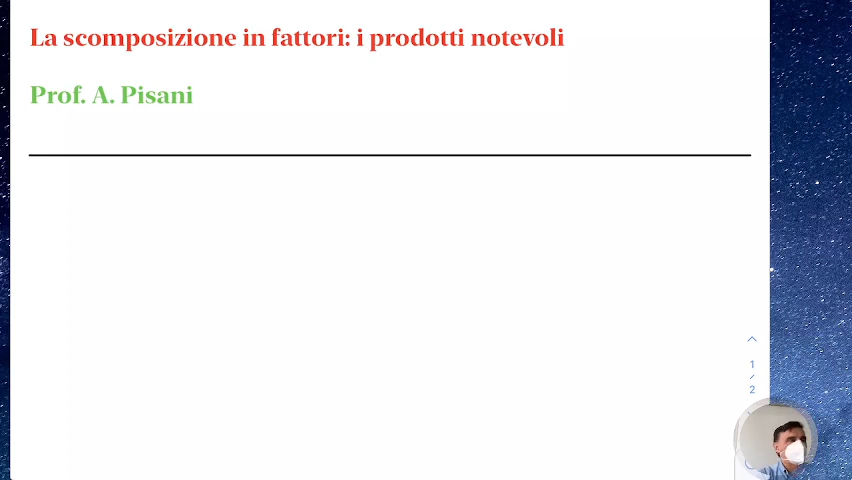 La scomposizione in fattori: i prodotti notevoli
Prof. A. Pisani
1
/
2